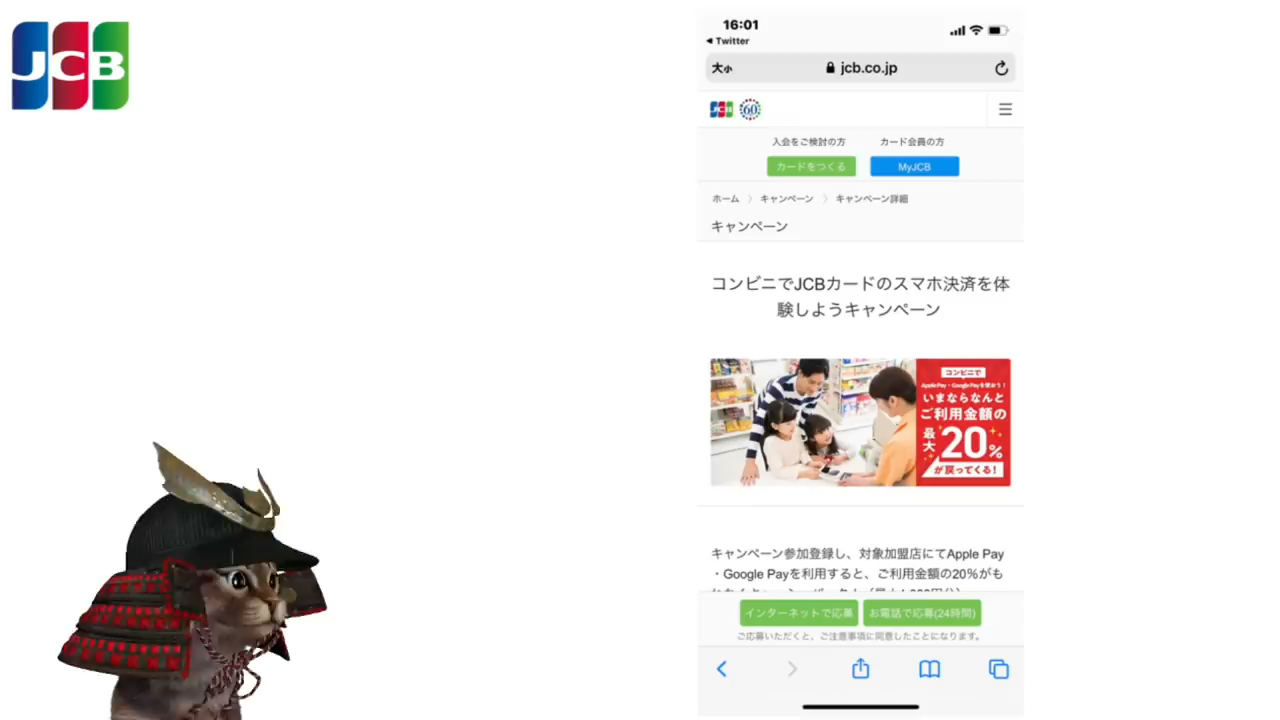 JCB
16:01
Twitter
大小
jcb.co.jp
JCB
60
入会をご検討の方
カード会員の方
カードをつくる
MyJCB
ホーム
キャンペーン
キャンペーン詳細
キャンペーン
コンビニでJCBカードのスマホ決済を体
験しようキャンペーン
コンビニで
Apple Pay・Google Payを使おう！
いまならなんと
ご利用金額の
最大20%
が戻ってくる！
キャンペーン参加登録し、対象加盟店にてApple Pay
・Google Payを利用すると、ご利用金額の20%がも
インターネットで応募
お電話で応募(24時間)
ご応募いただくと、ご注意事項に同意したことになります。